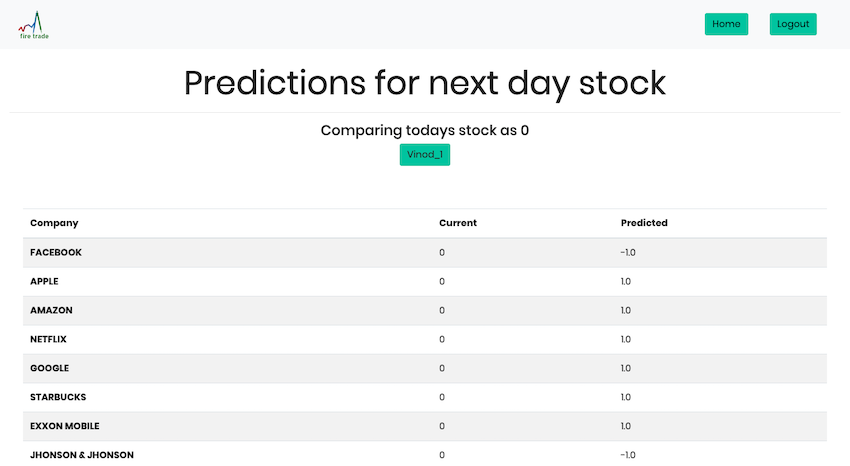 fire trade
Home Logout
Predictions for next day stock
Comparing todays stock as 0
Vinod_1
Company Current Predicted
FACEBOOK 0 -1.0
APPLE 0 1.0
AMAZON 0 1.0
NETFLIX 0 1.0
GOOGLE 0 1.0
STARBUCKS 0 1.0
EXXON MOBILE 0 1.0
JHONSON & JHONSON 0 -1.0